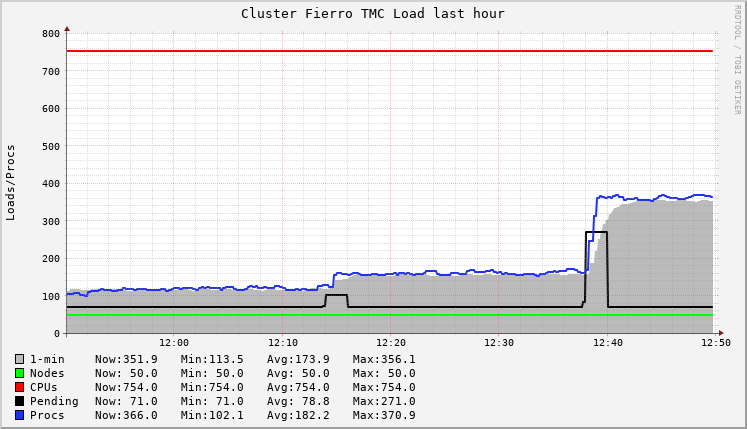 Cluster Fierro TMC Load last hour
RRDTOOL / TOBI OETIKER
Loads/Procs
800
700
600
500
400
300
200
100
0
12:00 12:10 12:20 12:30 12:40 12:50
1-min Now:351.9 Min:113.5 Avg:173.9 Max:356.1
Nodes Now: 50.0 Min: 50.0 Avg: 50.0 Max: 50.0
CPUs Now:754.0 Min:754.0 Avg:754.0 Max:754.0
Pending Now: 71.0 Min: 71.0 Avg: 78.8 Max:271.0
Procs Now:366.0 Min:102.1 Avg:182.2 Max:370.9